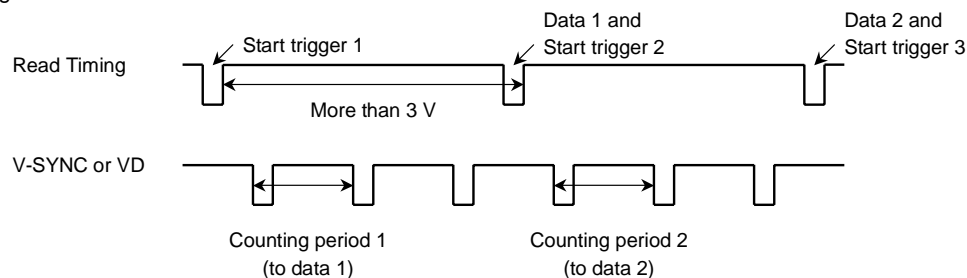 Data 1 and
Data 2 and
Start trigger 1
Start trigger 2
Start trigger 3
Read Timing
More than 3 V
V-SYNC or VD
Counting period 1
Counting period 2
(to data 1)
(to data 2)